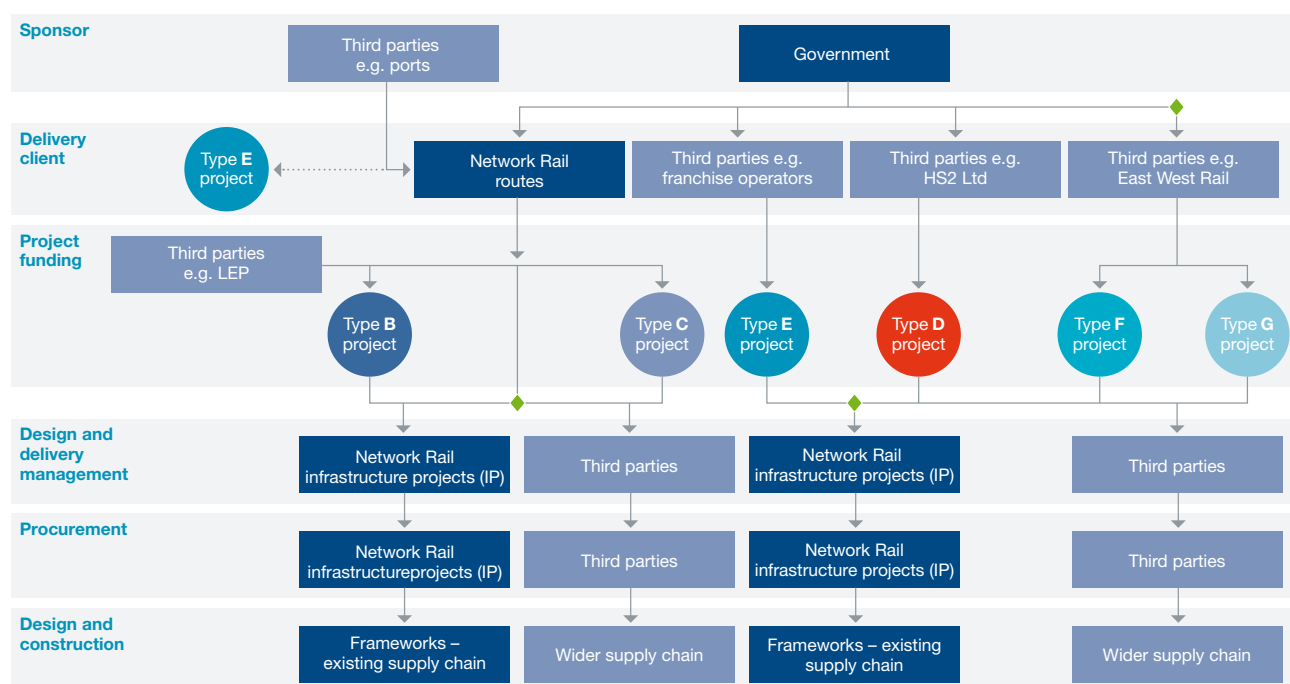 Sponsor
Third parties
e.g. ports
Government
Delivery
client
Type E
project
Network Rail
routes
Third parties e.g.
franchise operators
Third parties e.g.
HS2 Ltd
Third parties e.g.
East West Rail
Project
funding
Third parties
e.g. LEP
Type B
project
Type C
project
Type E
project
Type D
project
Type F
project
Type G
project
Design and
delivery
management
Network Rail
infrastructure projects (IP)
Third parties
Network Rail
infrastructure projects (IP)
Third parties
Procurement
Network Rail
infrastructureprojects (IP)
Third parties
Network Rail
infrastructure projects (IP)
Third parties
Design and
construction
Frameworks –
existing supply chain
Wider supply chain
Frameworks – existing
supply chain
Wider supply chain